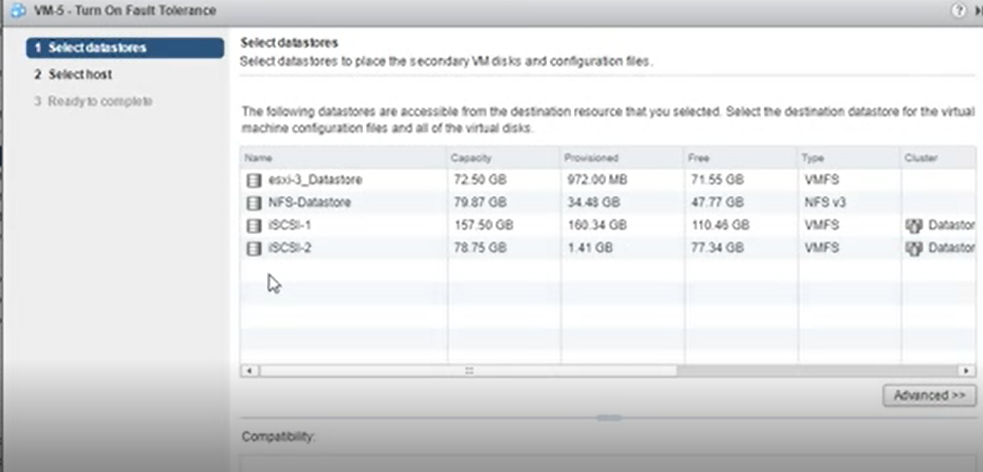 VM-5 - Turn On Fault Tolerance
1 Select datastores
2 Select host
3 Ready to complete
Select datastores
Select datastores to place the secondary VM disks and configuration files.
The following datastores are accessible from the destination resource that you selected. Select the destination datastore for the virtual
machine configuration files and all of the virtual disks.
Name Capacity Provisioned Free Type Cluster
esxi-3_Datastore 72.50 GB 972.00 MB 71.55 GB VMFS
NFS-Datastore 79.87 GB 34.48 GB 47.77 GB NFS v3
iSCSI-1 157.50 GB 160.34 GB 110.46 GB VMFS Datastor
iSCSI-2 78.75 GB 1.41 GB 77.34 GB VMFS Datastor
Advanced >>
Compatibility: